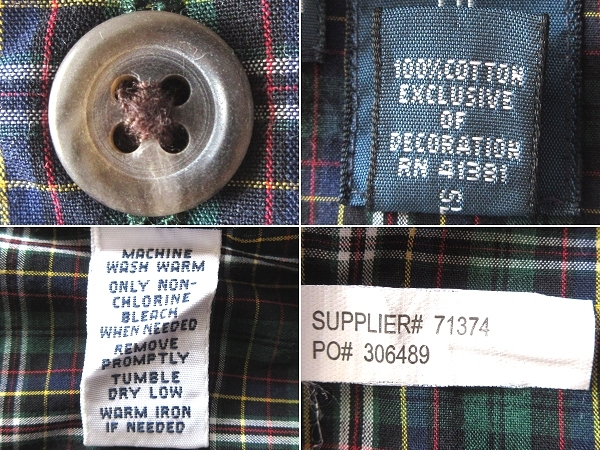 100% COTTON
EXCLUSIVE
OF
DECORATION
RN 41381
MACHINE
WASH WARM
ONLY NON-
CHLORINE
BLEACH
WHEN NEEDED
REMOVE
PROMPTLY
TUMBLE
DRY LOW
WARM IRON
IF NEEDED
SUPPLIER# 71374
PO# 306489